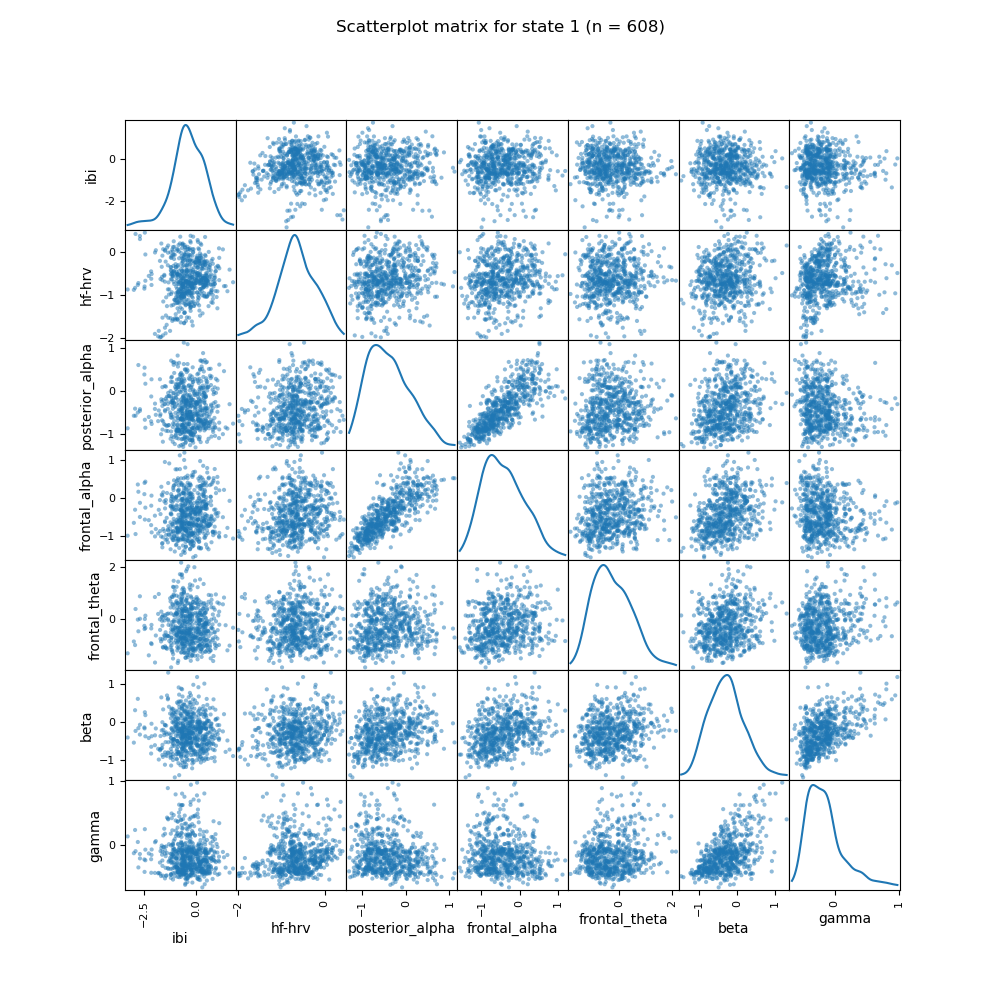 Scatterplot matrix for state 1 (n = 608)
ibi
0
-2
hf-hrv
0
−1
−2
posterior_alpha
1
0
−1
frontal_alpha
1
0
−1
frontal_theta
2
0
beta
1
0
−1
gamma
1
0
−2.5
0.0
−2
0
−1
0
1
−1
0
1
0
2
−1
0
1
0
1
ibi
hf-hrv
posterior_alpha
frontal_alpha
frontal_theta
beta
gamma